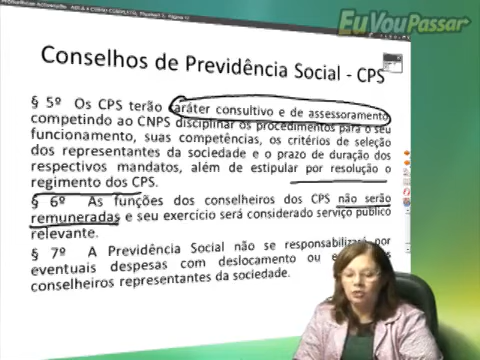 EuVouPassar
Conselhos de Previdência Social - CPS
§ 5º Os CPS terão caráter consultivo e de assessoramento,
competindo ao CNPS disciplinar os procedimentos para o seu
funcionamento, suas competências, os critérios de seleção
dos representantes da sociedade e o prazo de duração dos
respectivos mandatos, além de estipular por resolução o
regimento dos CPS.
§ 6º As funções dos conselheiros dos CPS não serão
remuneradas e seu exercício será considerado serviço público
relevante.
§ 7º A Previdência Social não se responsabilizará por
eventuais despesas com deslocamento ou
conselheiros representantes da sociedade.